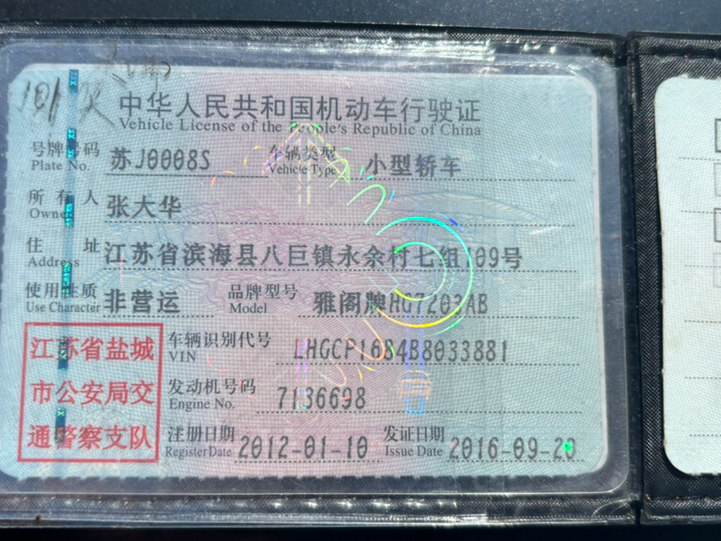 中华人民共和国机动车行驶证
Vehicle License of the People's Republic of China
号牌号码 苏J0008S 车辆类型 小型轿车
Plate No. Vehicle Type
所有人 张大华
Owner
住址 江苏省滨海县八巨镇永余村七组109号
Address
使用性质 非营运 品牌型号 雅阁牌HG7203AB
Use Character Model
江苏省盐城
市公安局交
通警察支队
车辆识别代号 LHGCP1684B8033881
VIN
发动机号码 7136698
Engine No.
注册日期 2012-01-10 发证日期 2016-09-23
Register Date Issue Date